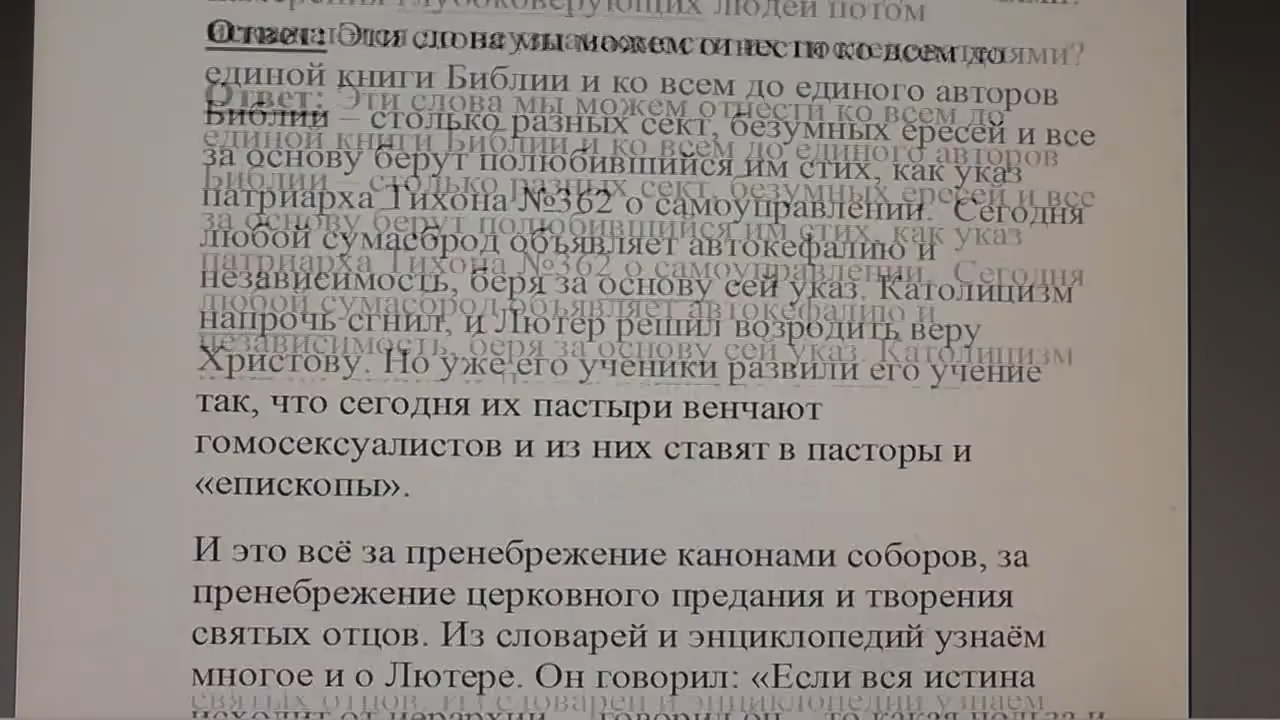 намерения глубоковерующих людей потом
Ответ: Эти слова мы можем отнести ко всем до
единой книги Библии и ко всем до единого авторов
Библии – столько разных сект, безумных ересей и все
за основу берут полюбившийся им стих, как указ
патриарха Тихона №362 о самоуправлении. Сегодня
любой сумасброд объявляет автокефалию и
независимость, беря за основу сей указ. Католицизм
напрочь сгнил, и Лютер решил возродить веру
Христову. Но уже его ученики развили его учение
так, что сегодня их пастыри венчают
гомосексуалистов и из них ставят в пасторы и
«епископы».
И это всё за пренебрежение канонами соборов, за
пренебрежение церковного предания и творения
святых отцов. Из словарей и энциклопедий узнаём
многое и о Лютере. Он говорил: «Если вся истина